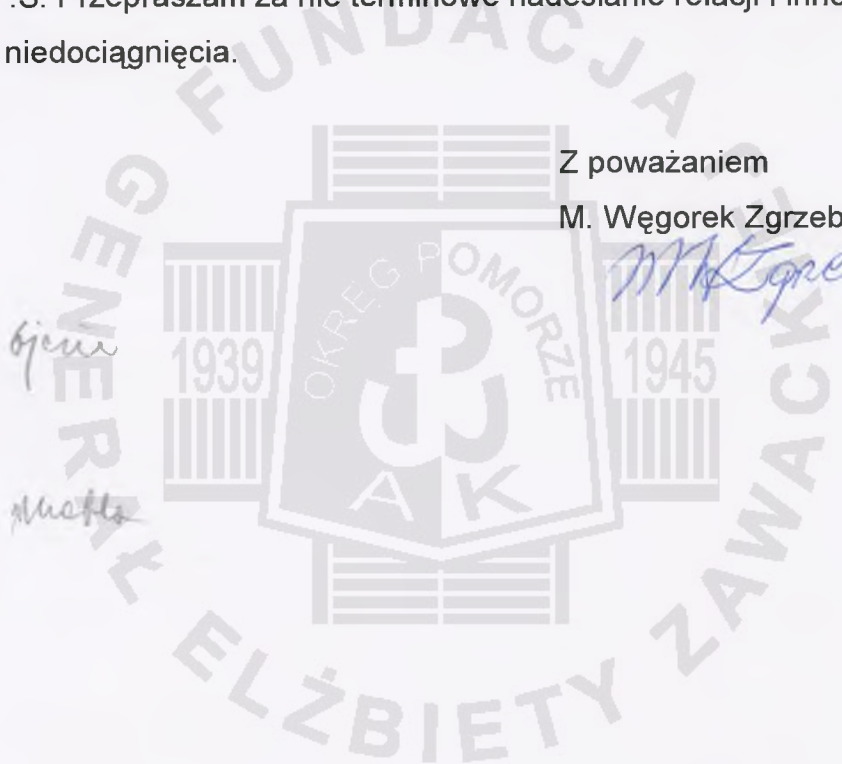 .S. Przepraszam za nie terminowe nadesłanie relacji i inne
niedociągnięcia.
Z poważaniem
M. Węgorek Zgrzeb
FUNDACJA GENERAŁ ELŻBIETY ZAWACK
OKRĘG POMORZE
1939
1945
AK